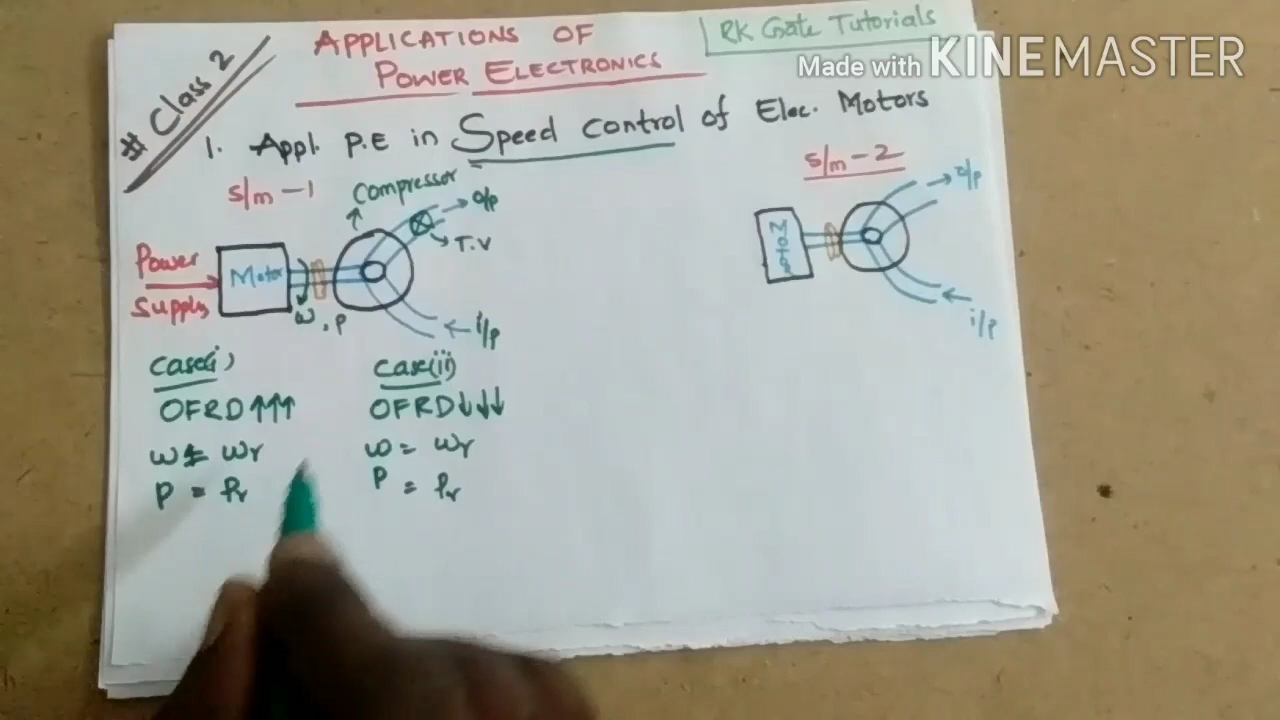 # Class 2
APPLICATIONS OF
POWER ELECTRONICS
RK Gate Tutorials
Made with KINEMASTER
1. Appl. P.E in Speed control of Elec. Motors
S/m - 1
Compressor
o/p
T.V
Power
Supply
Motor
ω, P
i/p
S/m - 2
Motor
o/p
i/p
Case(i)
OFRD↑↑↑
ω = ωr
P = Pr
Case(ii)
OFRD↓↓↓
ω = ωr
P = Pr